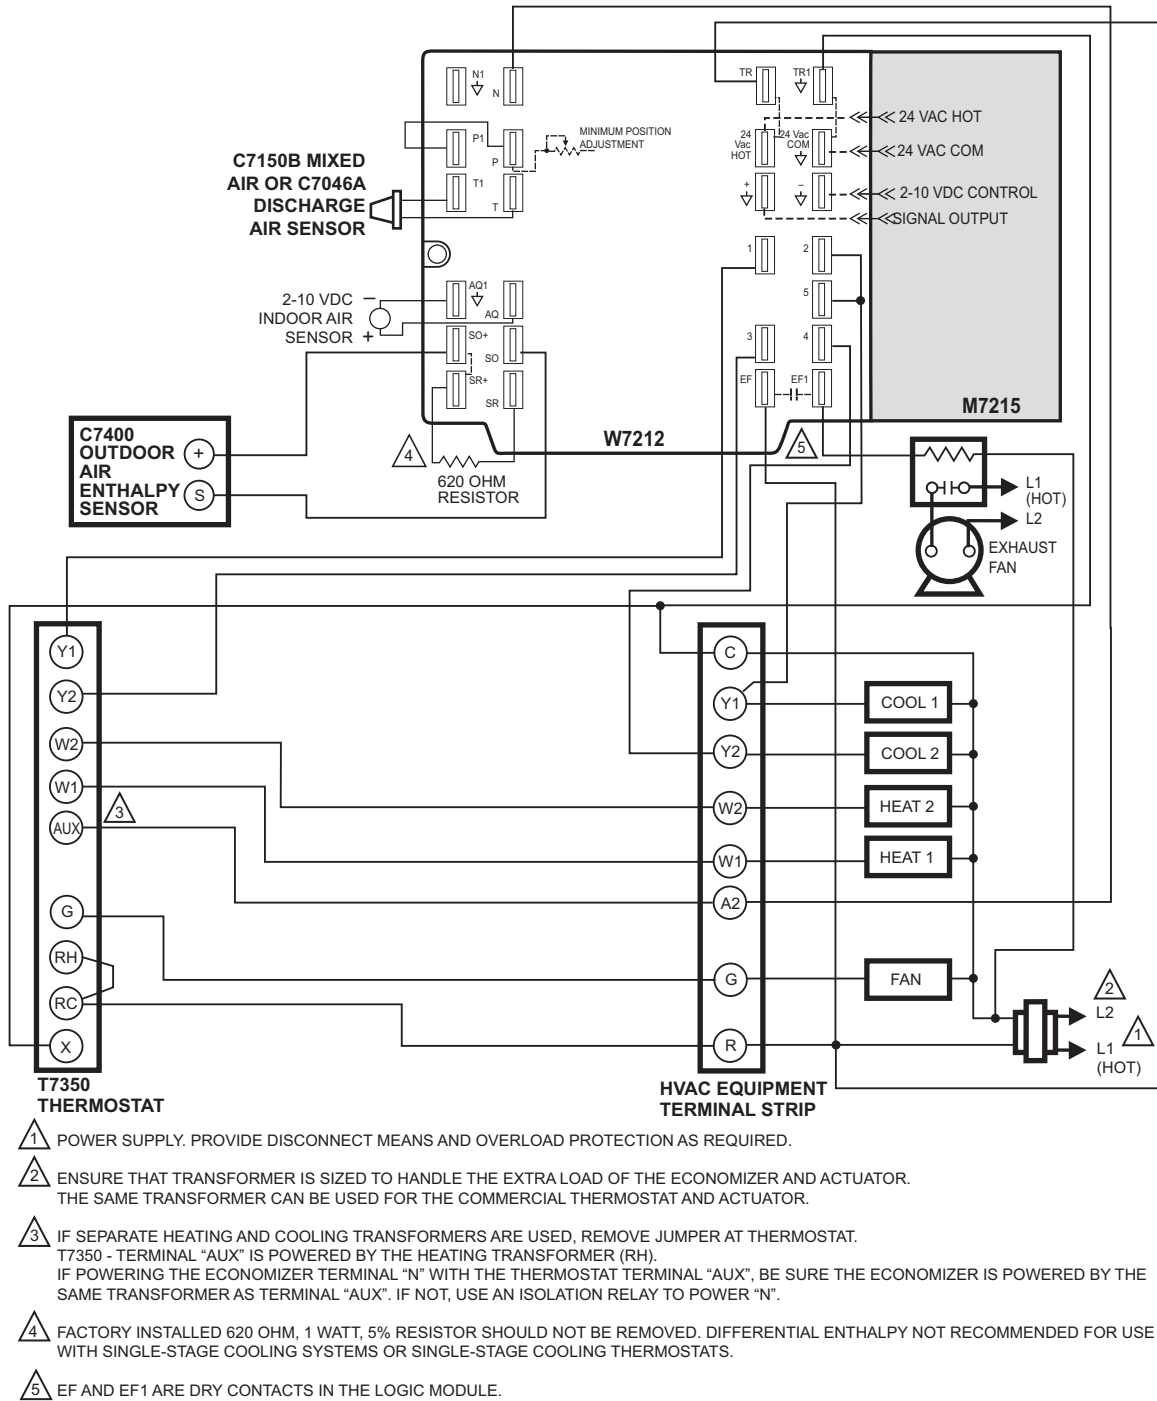 N1
N
TR
TR1
24 VAC HOT
P1
P
MINIMUM POSITION
ADJUSTMENT
24
Vac
HOT
24 Vac
COM
24 VAC COM
C7150B MIXED
AIR OR C7046A
DISCHARGE
AIR SENSOR
T1
T
+
–
2-10 VDC CONTROL
SIGNAL OUTPUT
1
2
2-10 VDC
INDOOR AIR
SENSOR
–
+
AQ1
AQ
5
SO+
SO
3
4
SR+
SR
EF
EF1
M7215
W7212
C7400
OUTDOOR
AIR
ENTHALPY
SENSOR
+
S
4
620 OHM
RESISTOR
5
L1
(HOT)
L2
EXHAUST
FAN
Y1
Y2
W2
W1
AUX
3
G
RH
RC
X
T7350
THERMOSTAT
C
Y1
Y2
W2
W1
A2
G
R
HVAC EQUIPMENT
TERMINAL STRIP
COOL 1
COOL 2
HEAT 2
HEAT 1
FAN
2
L2
1
L1
(HOT)
1 POWER SUPPLY. PROVIDE DISCONNECT MEANS AND OVERLOAD PROTECTION AS REQUIRED.
2 ENSURE THAT TRANSFORMER IS SIZED TO HANDLE THE EXTRA LOAD OF THE ECONOMIZER AND ACTUATOR.
THE SAME TRANSFORMER CAN BE USED FOR THE COMMERCIAL THERMOSTAT AND ACTUATOR.
3 IF SEPARATE HEATING AND COOLING TRANSFORMERS ARE USED, REMOVE JUMPER AT THERMOSTAT.
T7350 - TERMINAL “AUX” IS POWERED BY THE HEATING TRANSFORMER (RH).
IF POWERING THE ECONOMIZER TERMINAL “N” WITH THE THERMOSTAT TERMINAL “AUX”, BE SURE THE ECONOMIZER IS POWERED BY THE
SAME TRANSFORMER AS TERMINAL “AUX”. IF NOT, USE AN ISOLATION RELAY TO POWER “N”.
4 FACTORY INSTALLED 620 OHM, 1 WATT, 5% RESISTOR SHOULD NOT BE REMOVED. DIFFERENTIAL ENTHALPY NOT RECOMMENDED FOR USE
WITH SINGLE-STAGE COOLING SYSTEMS OR SINGLE-STAGE COOLING THERMOSTATS.
5 EF AND EF1 ARE DRY CONTACTS IN THE LOGIC MODULE.